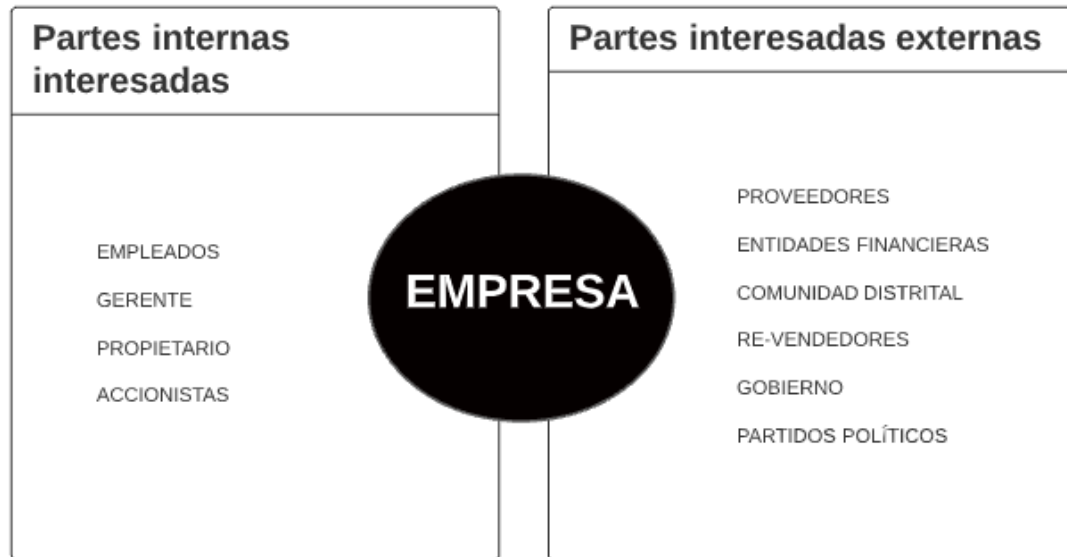 Partes internas
interesadas
EMPLEADOS
GERENTE
PROPIETARIO
ACCIONISTAS
EMPRESA
Partes interesadas externas
PROVEEDORES
ENTIDADES FINANCIERAS
COMUNIDAD DISTRITAL
RE-VENDEDORES
GOBIERNO
PARTIDOS POLíTICOS